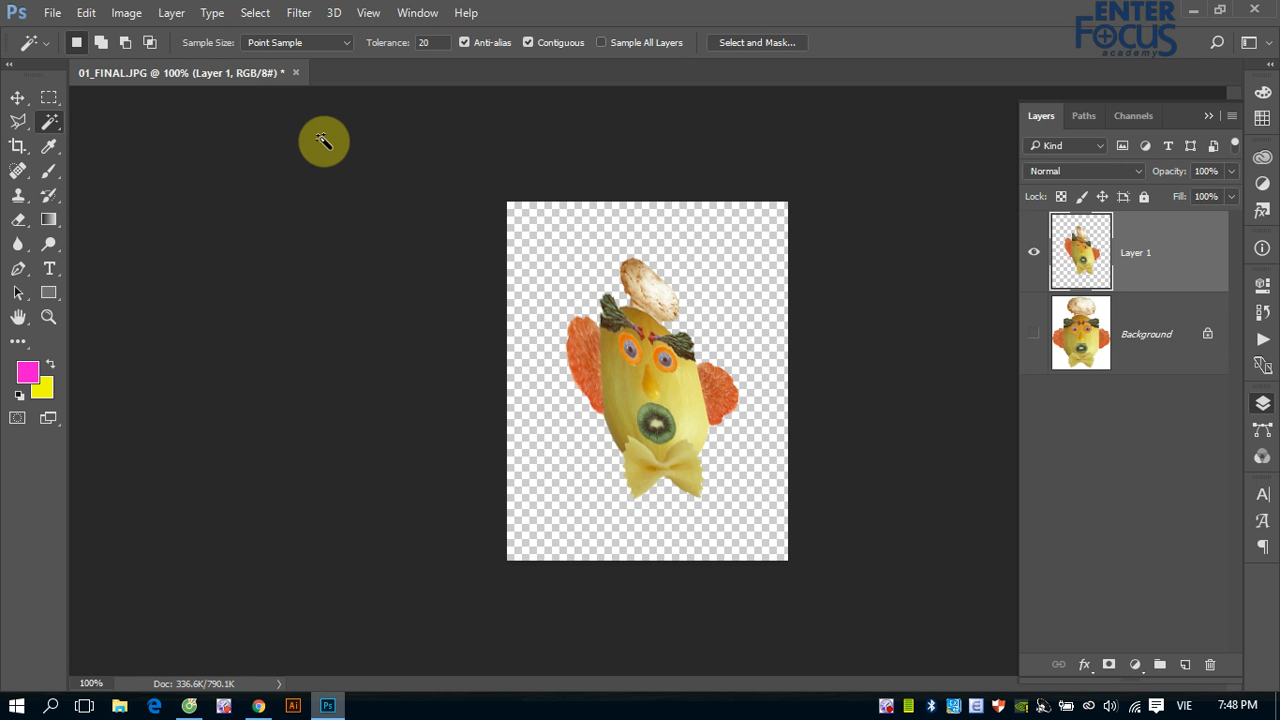 Ps File Edit Image Layer Type Select Filter 3D View Window Help
ENTER
FOCUS
academy
Sample Size: Point Sample Tolerance: 20 Anti-alias Contiguous Sample All Layers Select and Mask...
01_FINAL.JPG @ 100% (Layer 1, RGB/8#) *
Layers Paths Channels
Kind
Normal Opacity: 100%
Lock: Fill: 100%
Layer 1
Background
100% Doc: 336.6K/790.1K
Ai Ps VIE 7:48 PM